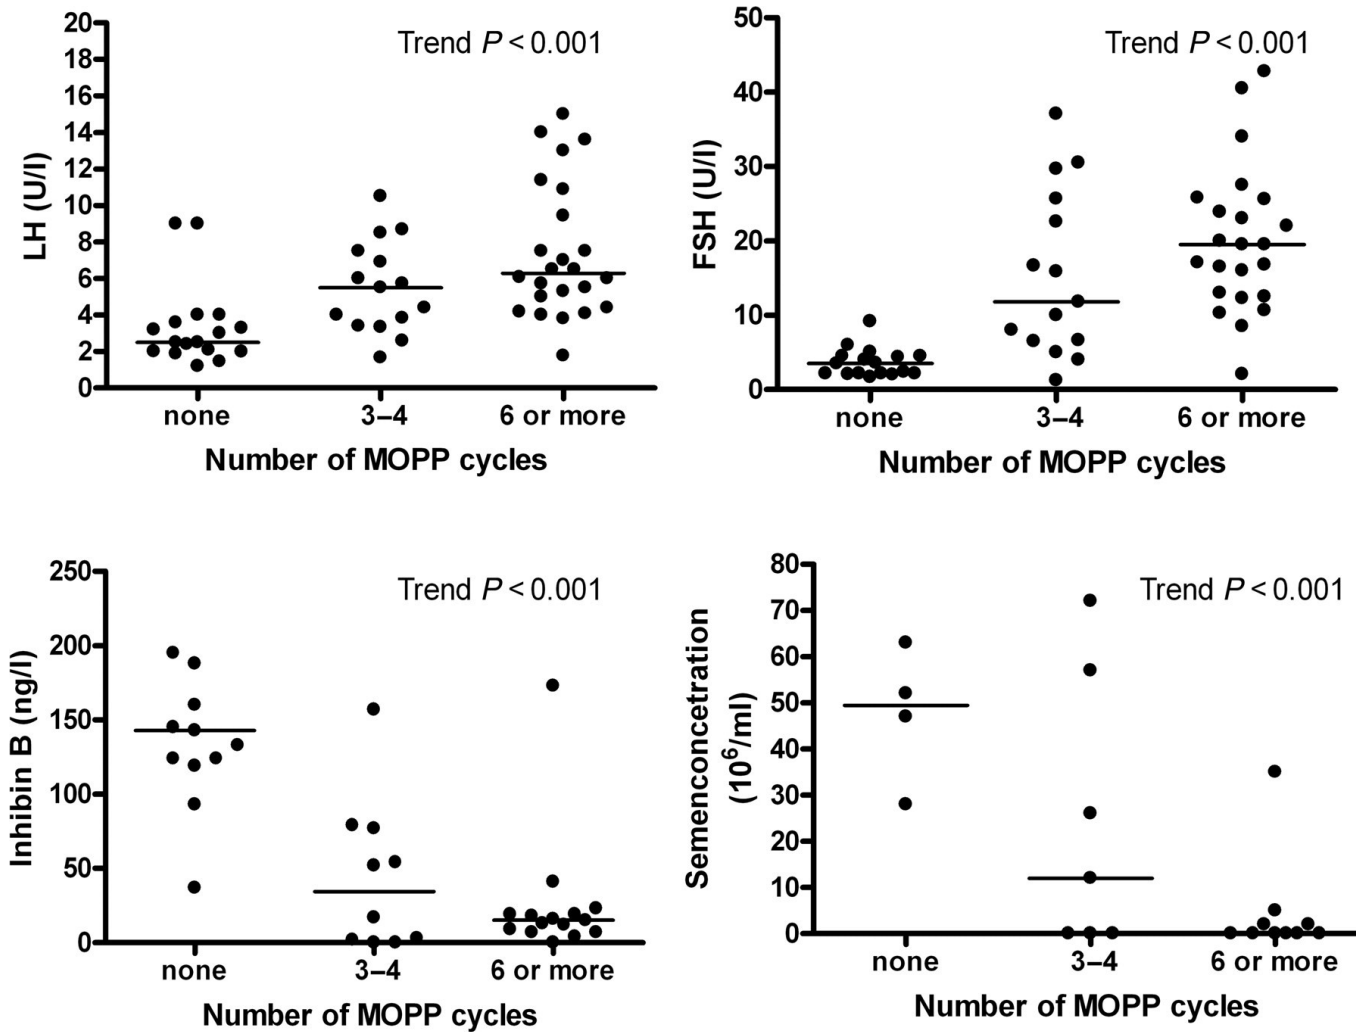 Trend P < 0.001
LH (U/l)
20
18
16
14
12
10
8
6
4
2
0
none
3–4
6 or more
Number of MOPP cycles
Trend P < 0.001
FSH (U/l)
50
40
30
20
10
0
none
3–4
6 or more
Number of MOPP cycles
Trend P < 0.001
Inhibin B (ng/l)
250
200
150
100
50
0
none
3–4
6 or more
Number of MOPP cycles
Trend P < 0.001
Semenconcetration
(10⁶/ml)
80
70
60
50
40
30
20
10
0
none
3–4
6 or more
Number of MOPP cycles